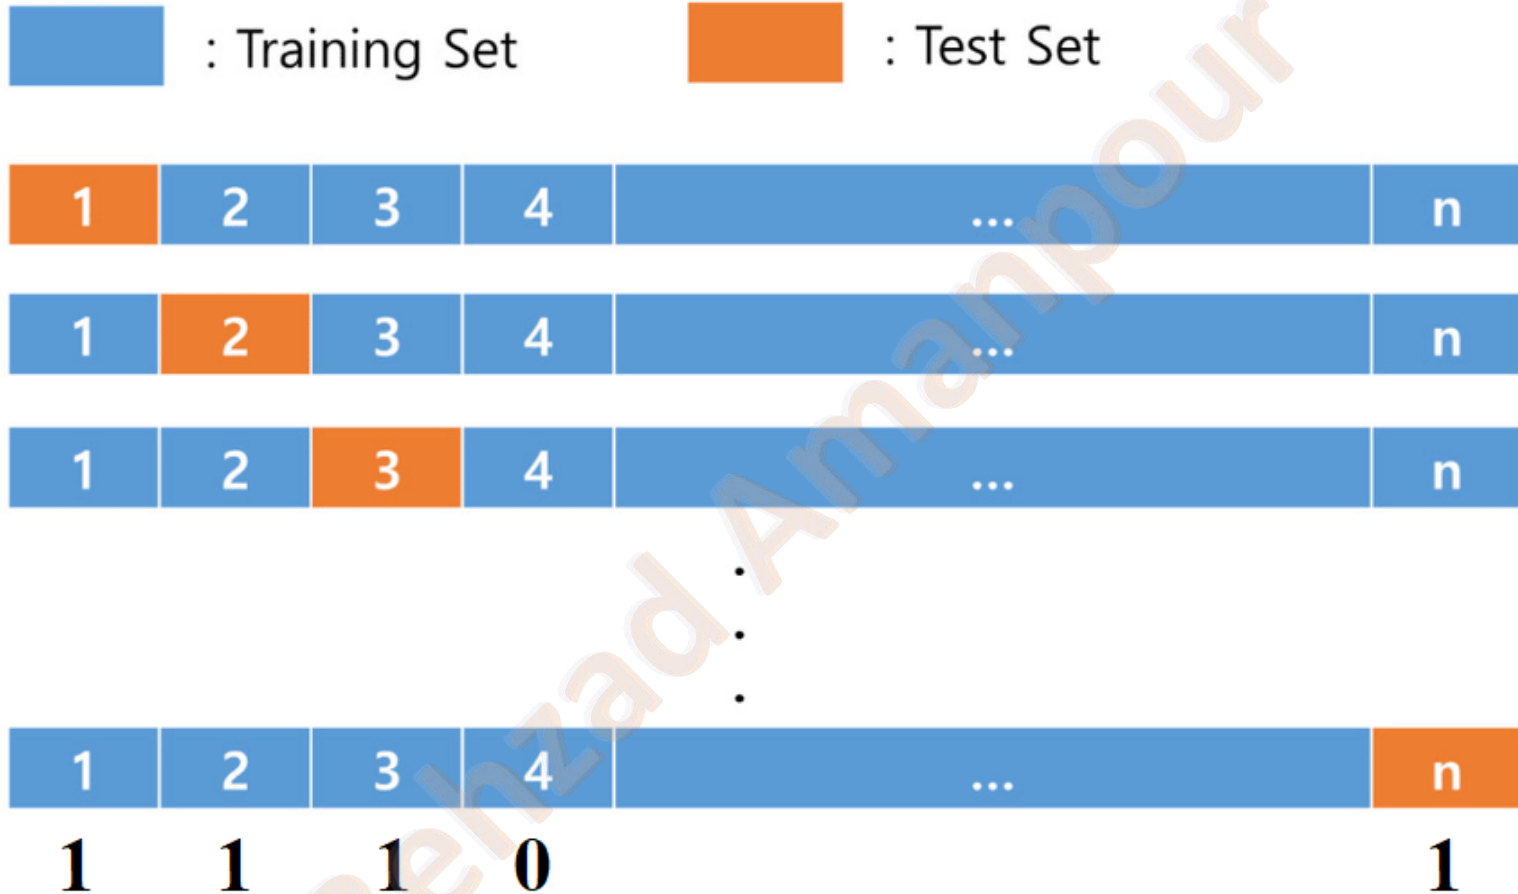 : Training Set : Test Set
1 2 3 4 ... n
1 2 3 4 ... n
1 2 3 4 ... n
.
.
.
1 2 3 4 ... n
1 1 1 0 1
Behzad Amanpour